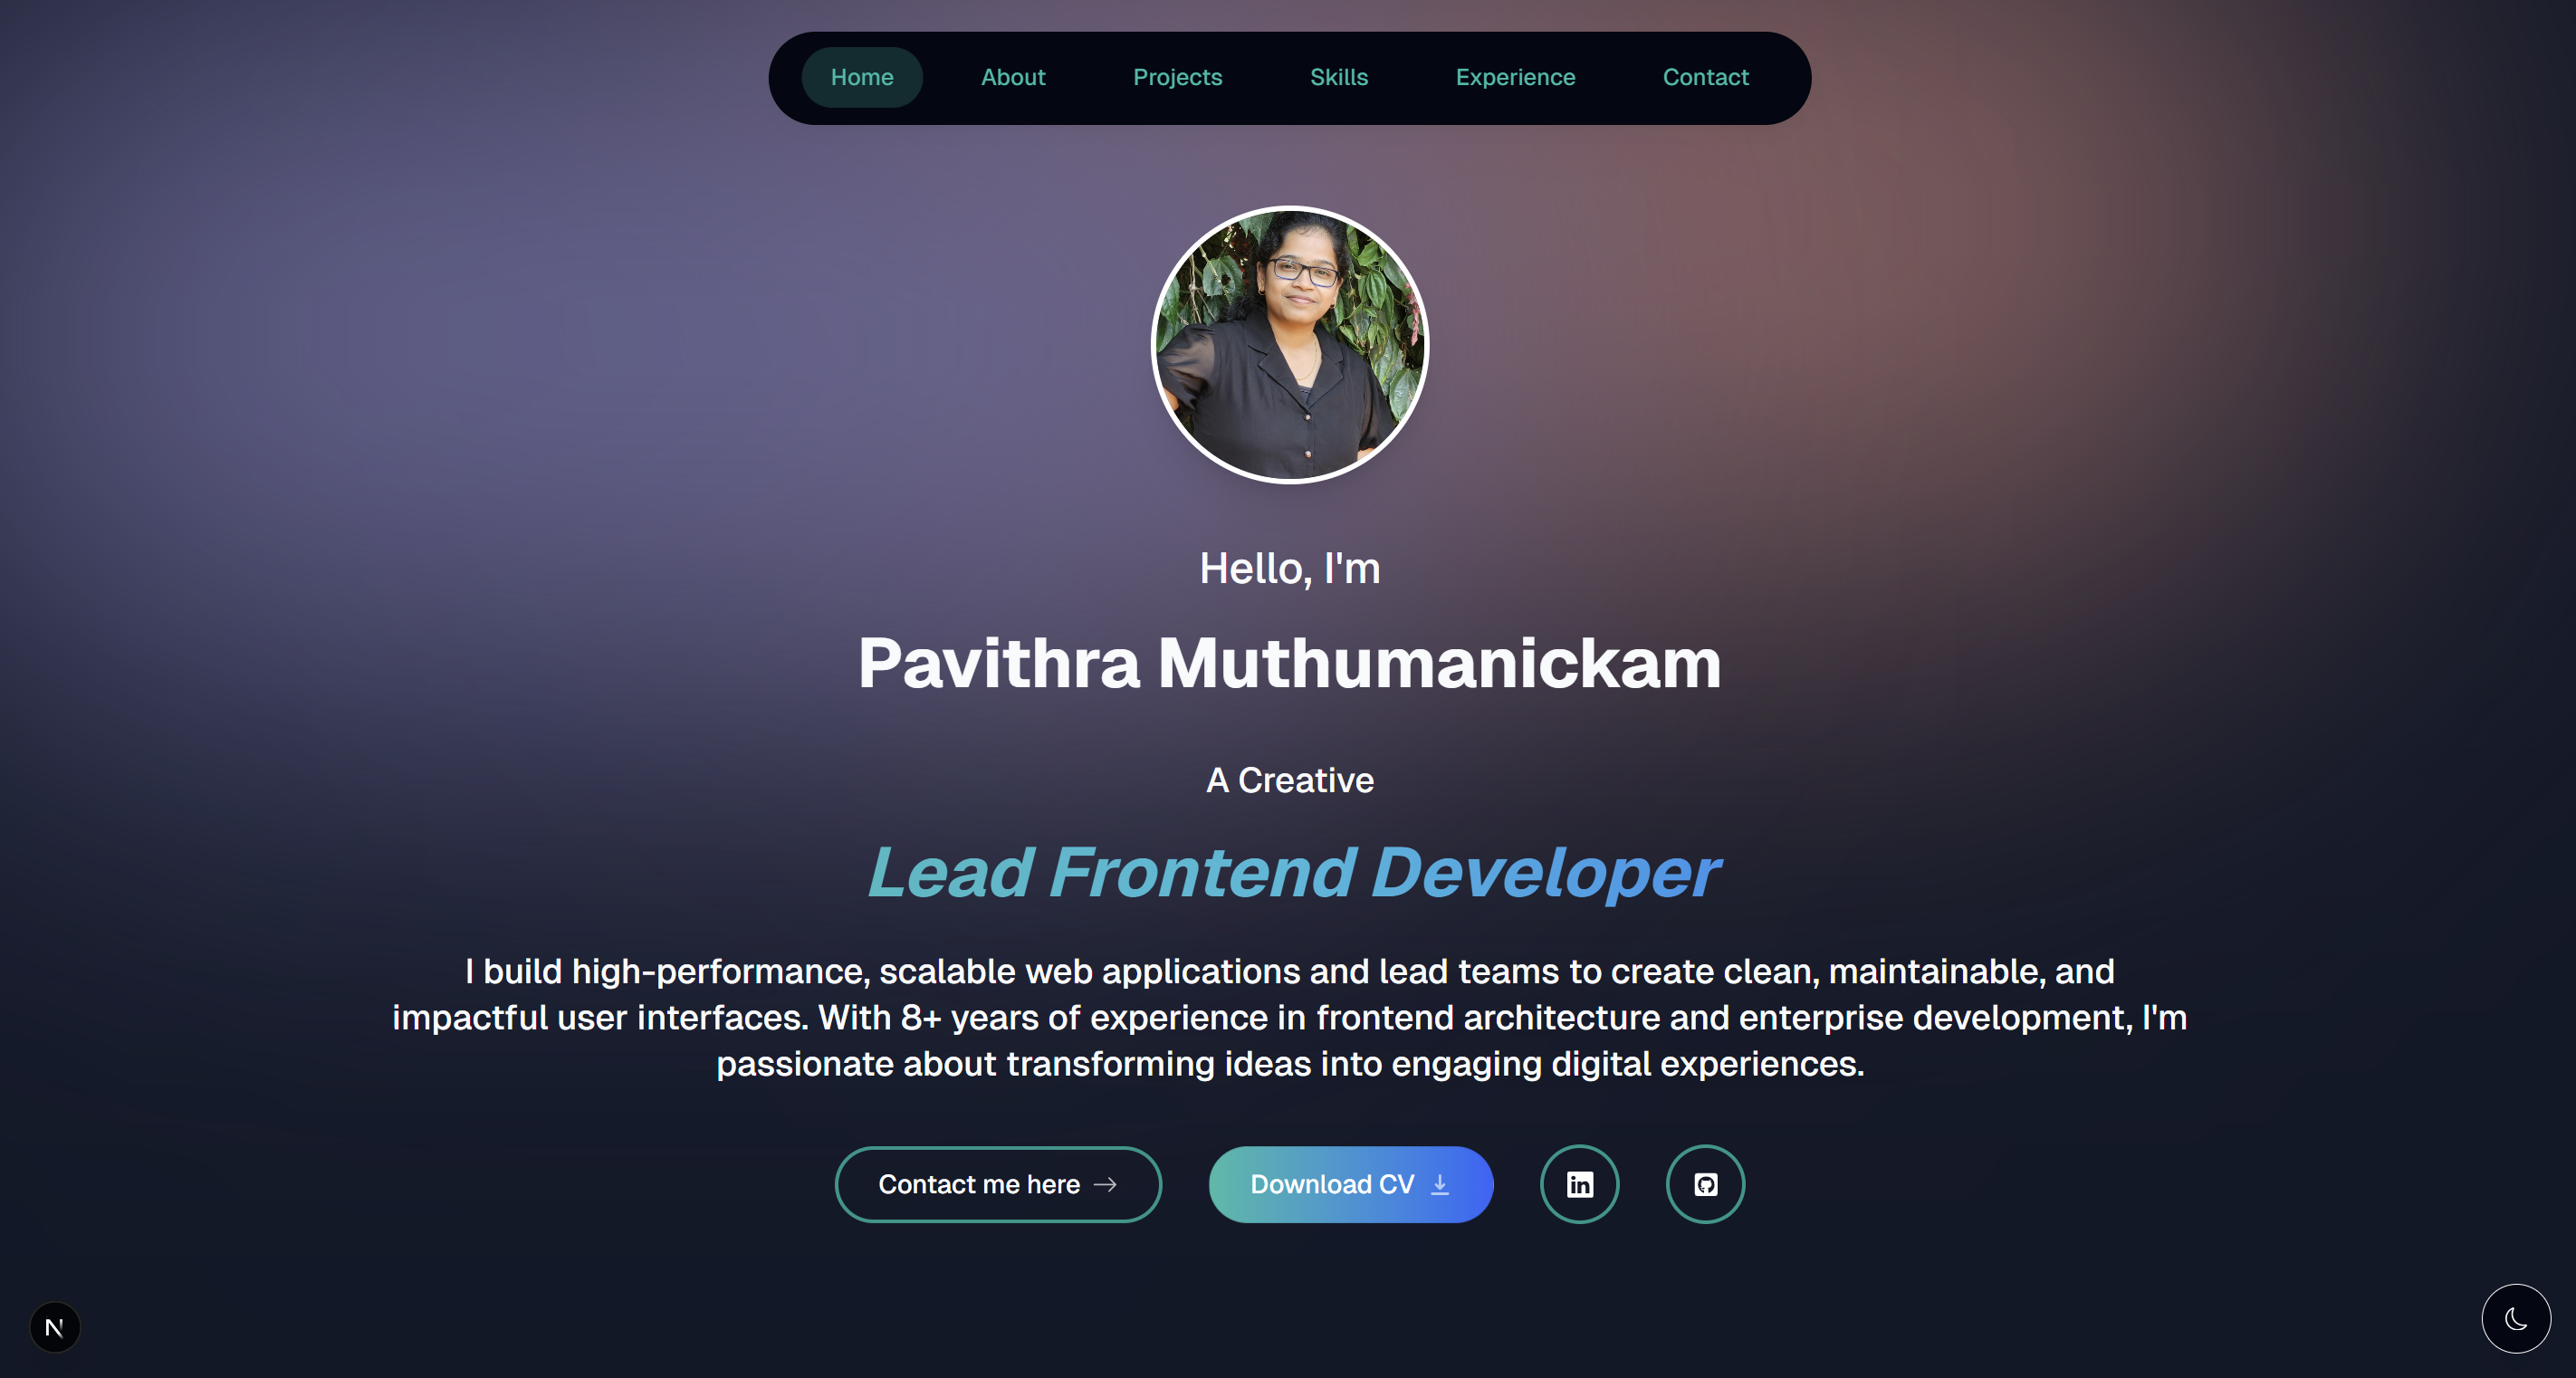 Home About Projects Skills Experience Contact
Hello, I'm
Pavithra Muthumanickam
A Creative
Lead Frontend Developer
I build high-performance, scalable web applications and lead teams to create clean, maintainable, and
impactful user interfaces. With 8+ years of experience in frontend architecture and enterprise development, I'm
passionate about transforming ideas into engaging digital experiences.
Contact me here → Download CV in
N